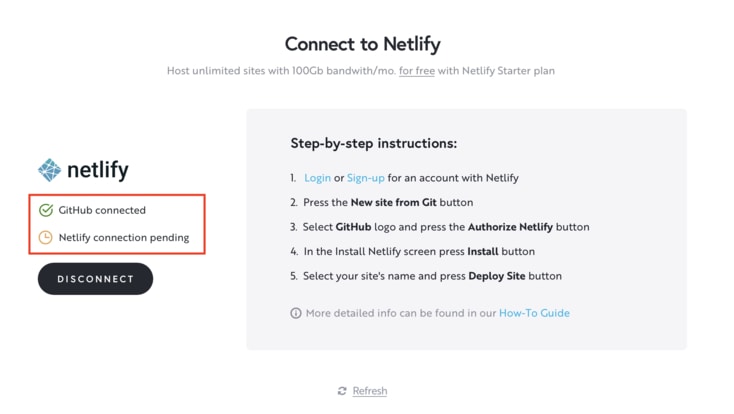 Connect to Netlify
Host unlimited sites with 100Gb bandwith/mo. for free with Netlify Starter plan
netlify
GitHub connected
Netlify connection pending
DISCONNECT
Step-by-step instructions:
1. Login or Sign-up for an account with Netlify
2. Press the New site from Git button
3. Select GitHub logo and press the Authorize Netlify button
4. In the Install Netlify screen press Install button
5. Select your site's name and press Deploy Site button
More detailed info can be found in our How-To Guide
Refresh